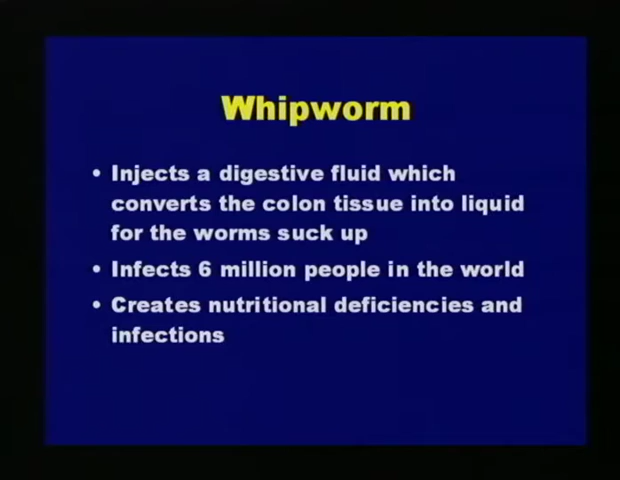 Whipworm
• Injects a digestive fluid which
converts the colon tissue into liquid
for the worms suck up
• Infects 6 million people in the world
• Creates nutritional deficiencies and
infections